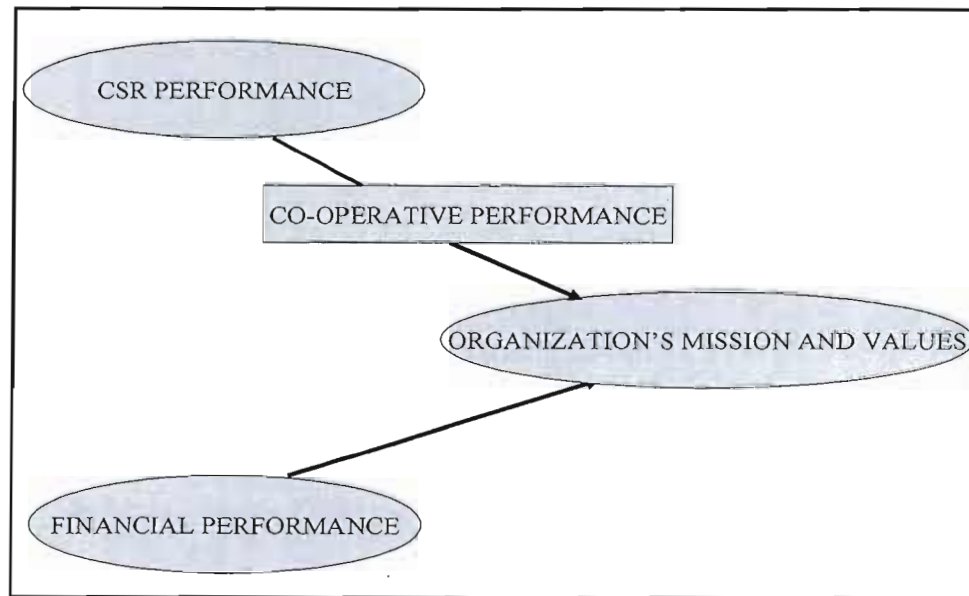 CSR PERFORMANCE
CO-OPERATIVE PERFORMANCE
ORGANIZATION'S MISSION AND VALUES
FINANCIAL PERFORMANCE